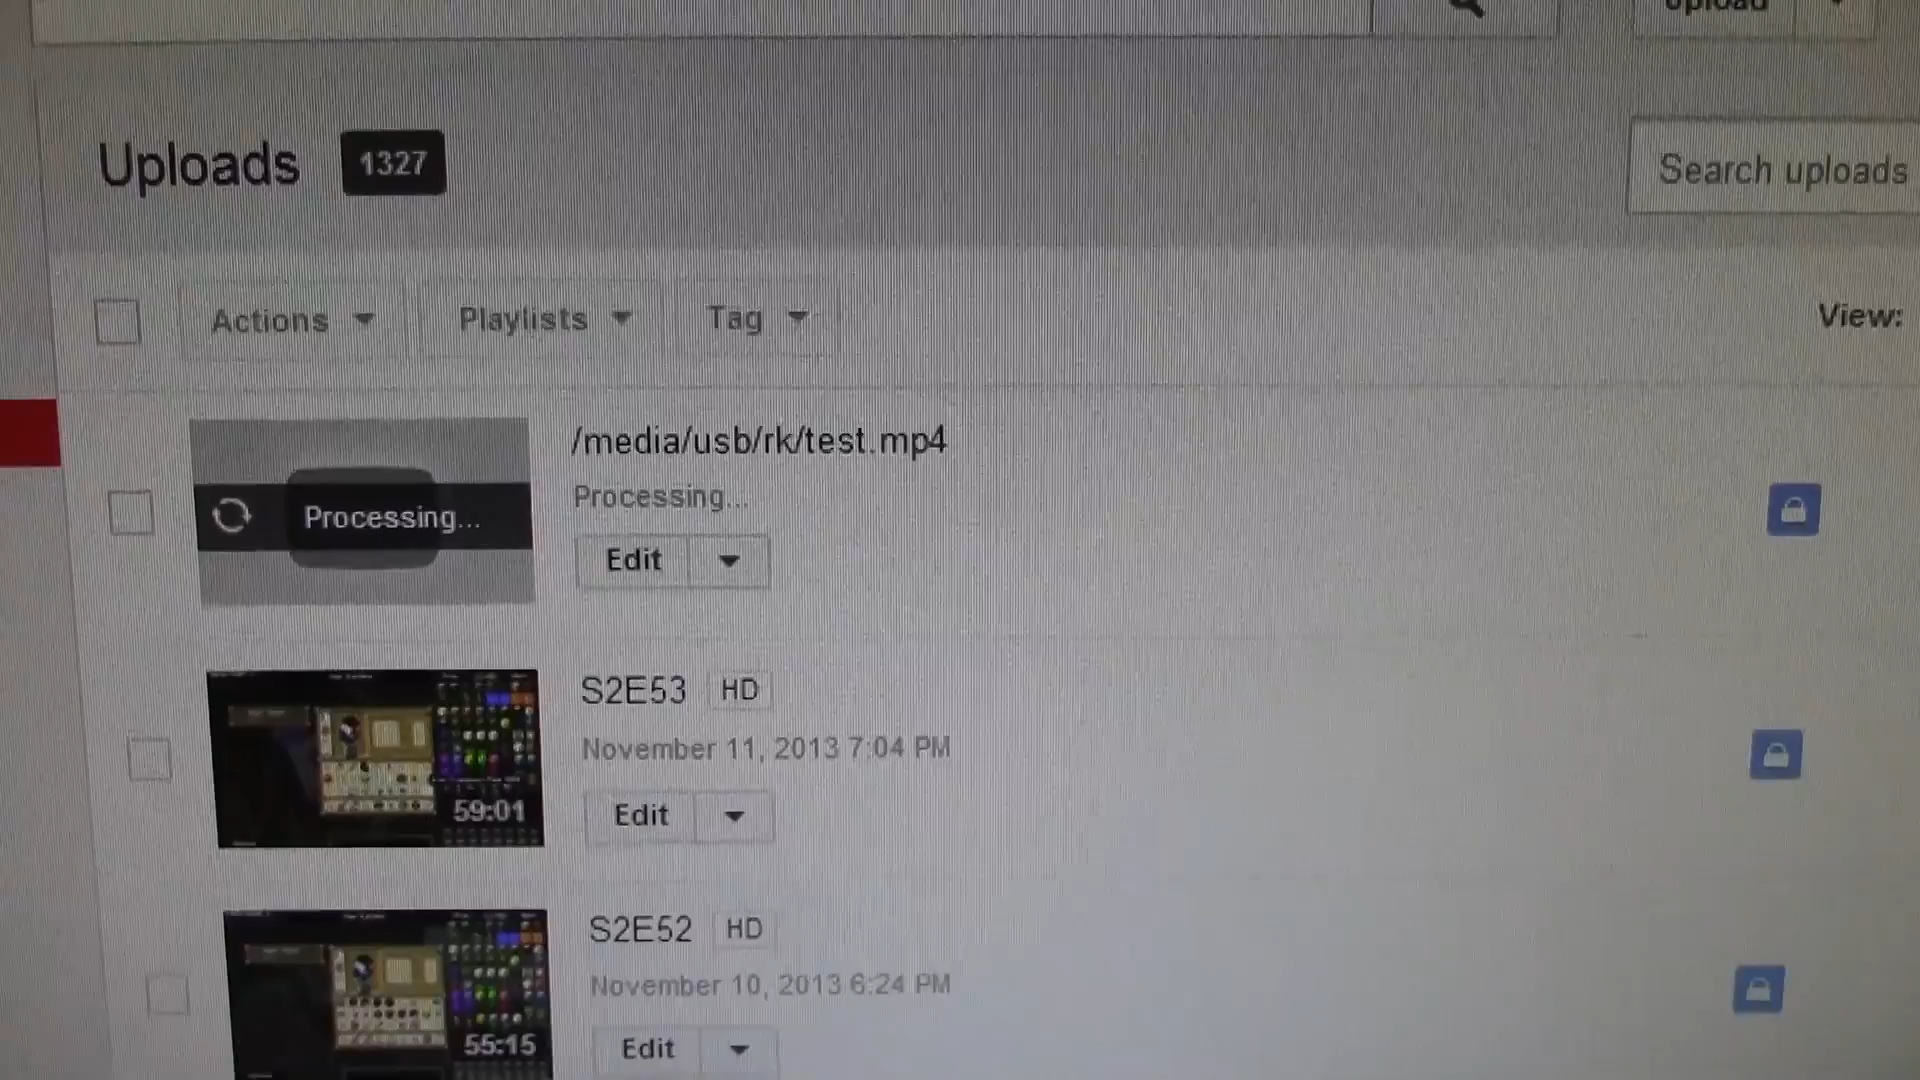 Upload
Uploads 1327
Search uploads
Actions Playlists Tag View:
/media/usb/rk/test.mp4
Processing...
Processing...
Edit
S2E53 HD
November 11, 2013 7:04 PM
59:01
Edit
S2E52 HD
November 10, 2013 6:24 PM
55:15
Edit